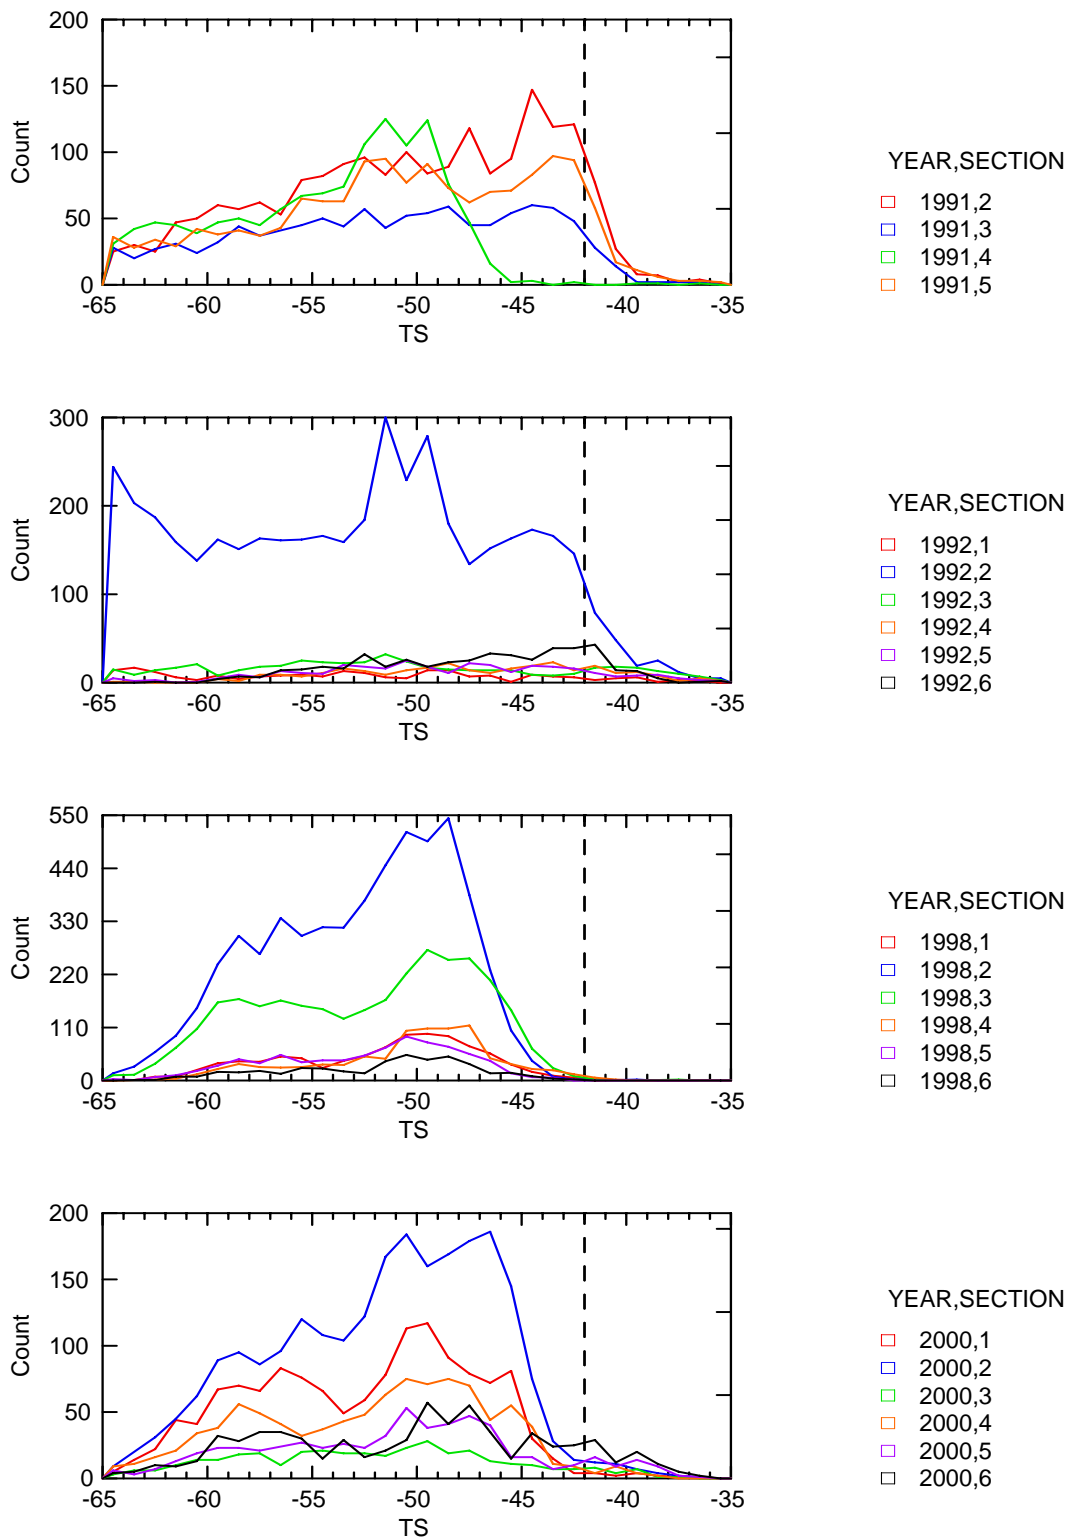 200
150
100
50
0
Count
-65 -60 -55 -50 -45 -40 -35
TS
YEAR,SECTION
1991,2
1991,3
1991,4
1991,5
300
200
100
0
Count
-65 -60 -55 -50 -45 -40 -35
TS
YEAR,SECTION
1992,1
1992,2
1992,3
1992,4
1992,5
1992,6
550
440
330
220
110
0
Count
-65 -60 -55 -50 -45 -40 -35
TS
YEAR,SECTION
1998,1
1998,2
1998,3
1998,4
1998,5
1998,6
200
150
100
50
0
Count
-65 -60 -55 -50 -45 -40 -35
TS
YEAR,SECTION
2000,1
2000,2
2000,3
2000,4
2000,5
2000,6